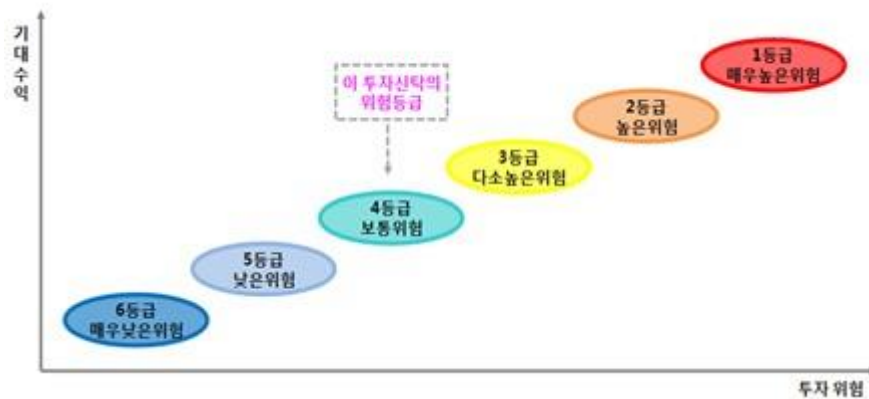 기
대
수
익
1등급
매우높은위험
이 투자신탁의
위험등급
2등급
높은위험
3등급
다소높은위험
4등급
보통위험
5등급
낮은위험
6등급
매우낮은위험
투자 위험